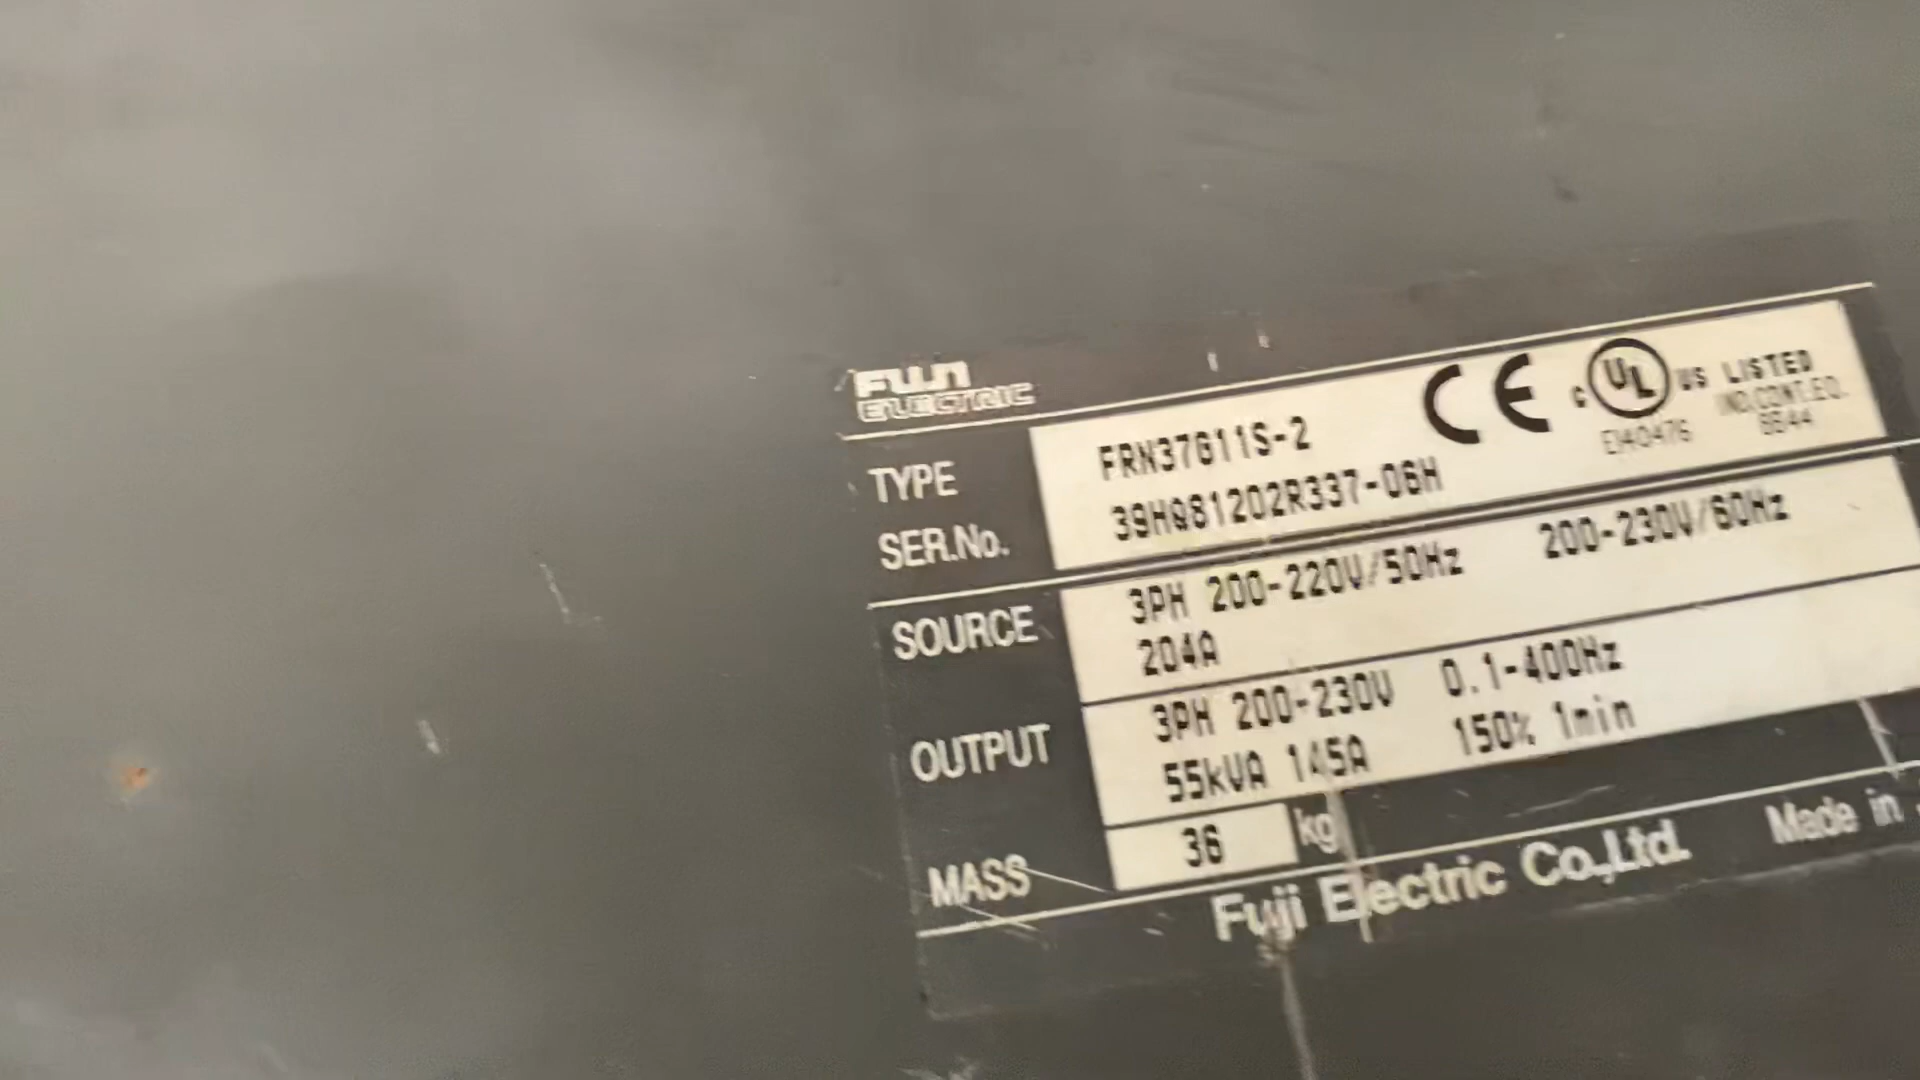 FUJI
ELECTRIC
TYPE FRN37G11S-2
SER.No. 39HQ81202R337-06H
CE c UL US LISTED
IND.CONT.EQ.
E140476 
SOURCE 3PH 200-220V/50Hz 200-230V/60Hz
204A
OUTPUT 3PH 200-230V 0.1-400Hz
55kVA 145A 150% 1min
MASS 36 kg
Fuji Electric Co.,Ltd. Made in